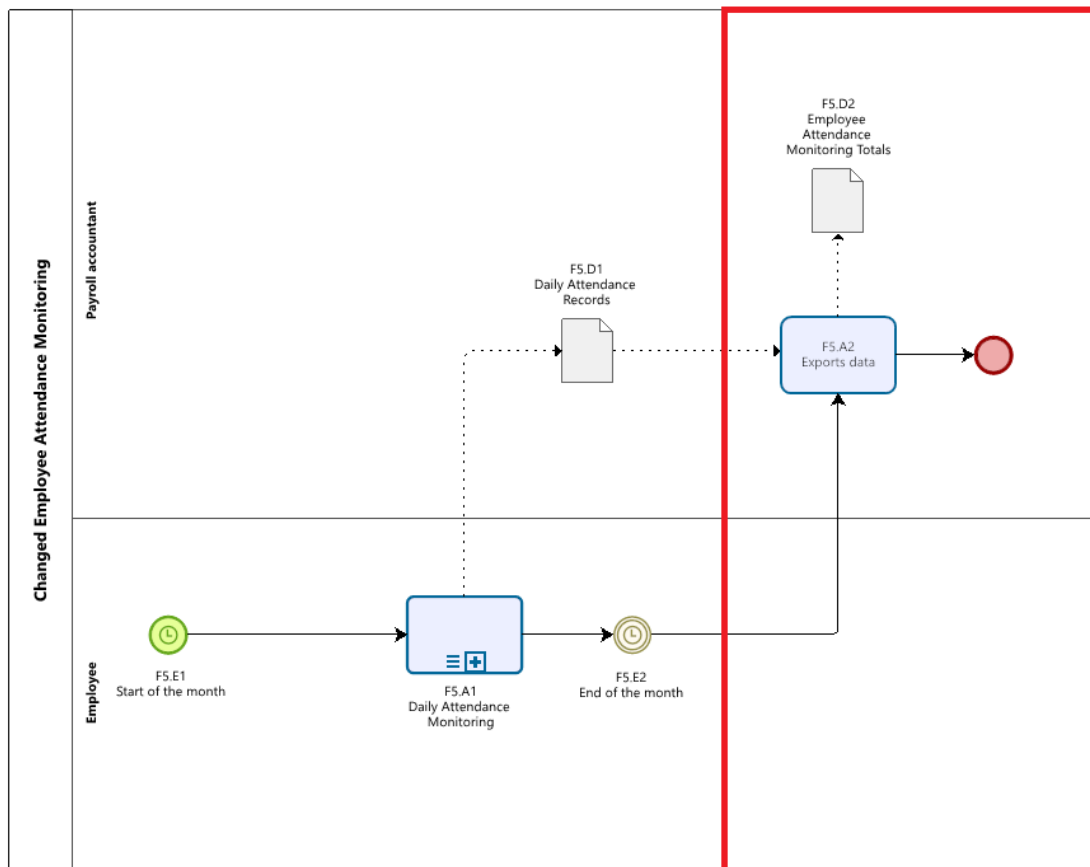 Changed Employee Attendance Monitoring
Payroll accountant
F5.D2
Employee
Attendance
Monitoring Totals
F5.D1
Daily Attendance
Records
F5.A2
Exports data
Employee
F5.E1
Start of the month
F5.A1
Daily Attendance
Monitoring
F5.E2
End of the month